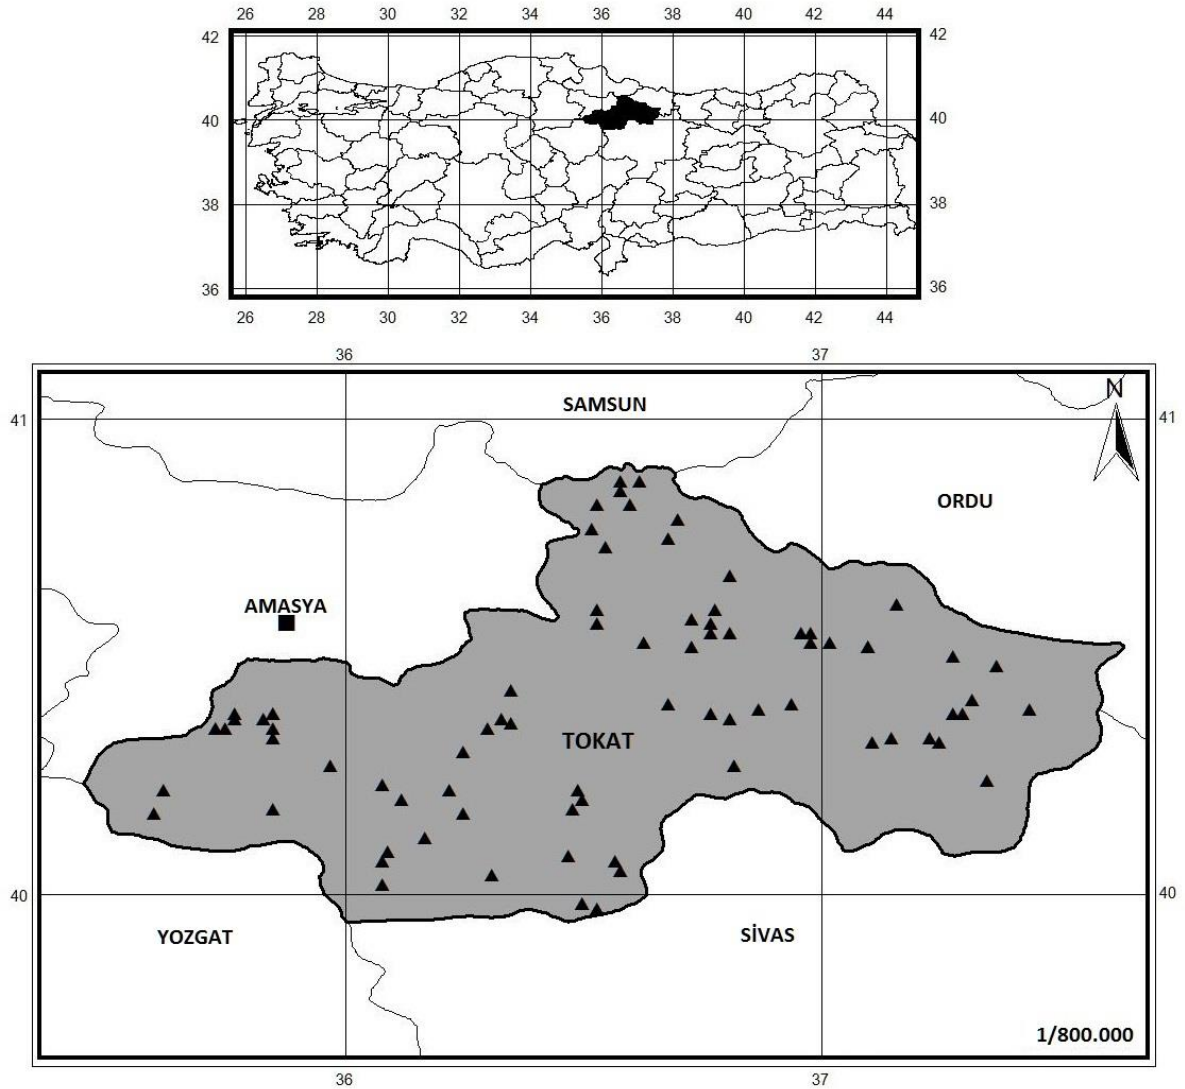 26 28 30 32 34 36 38 40 42 44
42 42
40 40
38 38
36 36
26 28 30 32 34 36 38 40 42 44
36 37
N
SAMSUN
41 41
ORDU
AMASYA
TOKAT
40 40
YOZGAT SİVAS
1/800.000
36 37